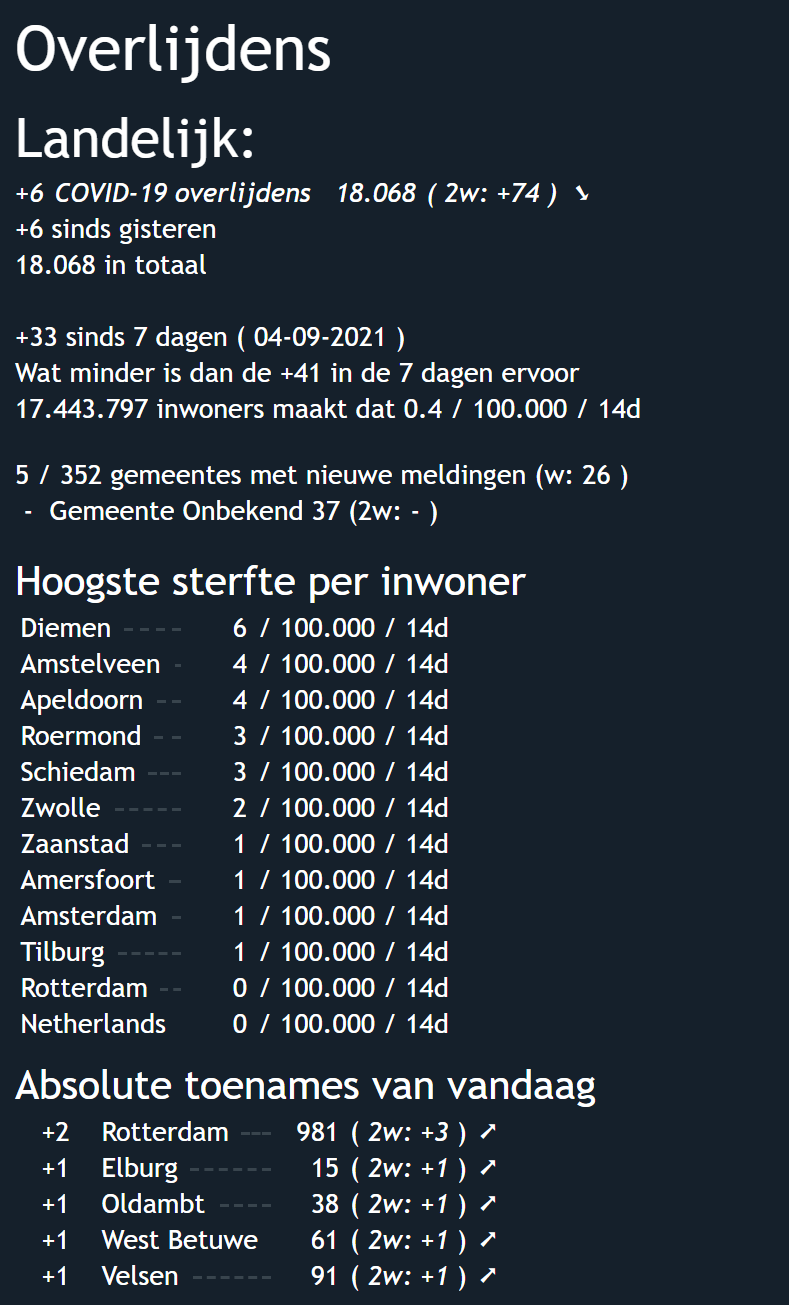 Overlijdens
Landelijk:
+6 COVID-19 overlijdens 18.068 ( 2w: +74 ) ➘
+6 sinds gisteren
18.068 in totaal
+33 sinds 7 dagen ( 04-09-2021 )
Wat minder is dan de +41 in de 7 dagen ervoor
17.443.797 inwoners maakt dat 0.4 / 100.000 / 14d
5 / 352 gemeentes met nieuwe meldingen (w: 26 )
- Gemeente Onbekend 37 (2w: - )
Hoogste sterfte per inwoner
Diemen ---- 6 / 100.000 / 14d
Amstelveen - 4 / 100.000 / 14d
Apeldoorn -- 4 / 100.000 / 14d
Roermond -- 3 / 100.000 / 14d
Schiedam --- 3 / 100.000 / 14d
Zwolle ----- 2 / 100.000 / 14d
Zaanstad --- 1 / 100.000 / 14d
Amersfoort - 1 / 100.000 / 14d
Amsterdam - 1 / 100.000 / 14d
Tilburg ----- 1 / 100.000 / 14d
Rotterdam -- 0 / 100.000 / 14d
Netherlands 0 / 100.000 / 14d
Absolute toenames van vandaag
+2 Rotterdam --- 981 ( 2w: +3 ) ➚
+1 Elburg ------ 15 ( 2w: +1 ) ➚
+1 Oldambt ---- 38 ( 2w: +1 ) ➚
+1 West Betuwe 61 ( 2w: +1 ) ➚
+1 Velsen ------ 91 ( 2w: +1 ) ➚